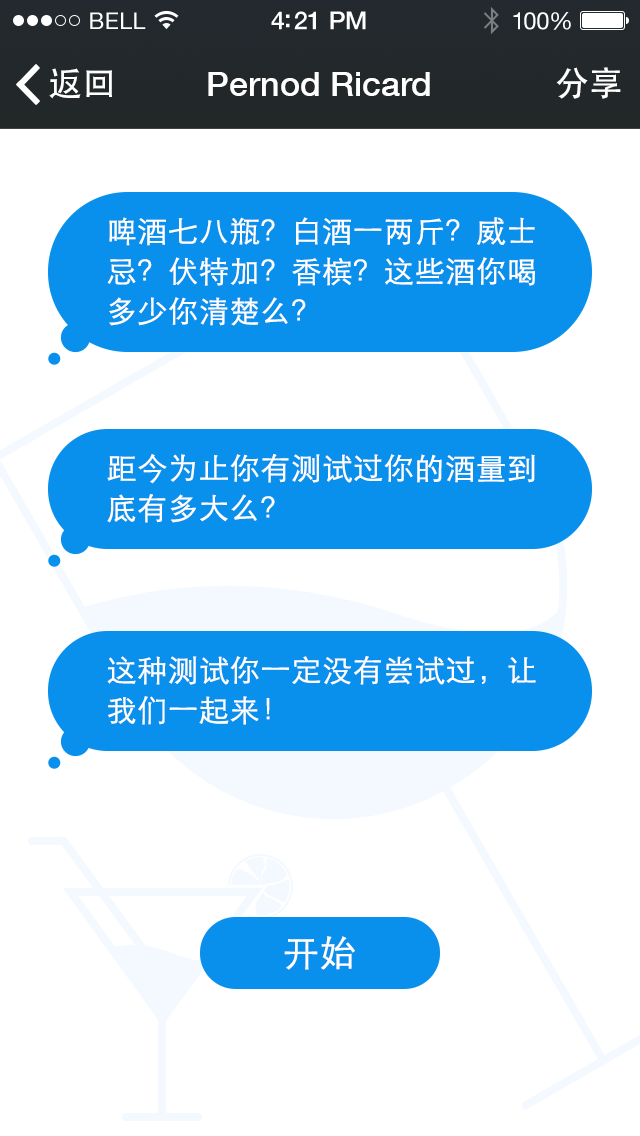 BELL 4:21 PM 100%
返回 Pernod Ricard 分享
啤酒七八瓶？白酒一两斤？威士
忌？伏特加？香槟？这些酒你喝
多少你清楚么？
距今为止你有测试过你的酒量到
底有多大么？
这种测试你一定没有尝试过，让
我们一起来！
开始